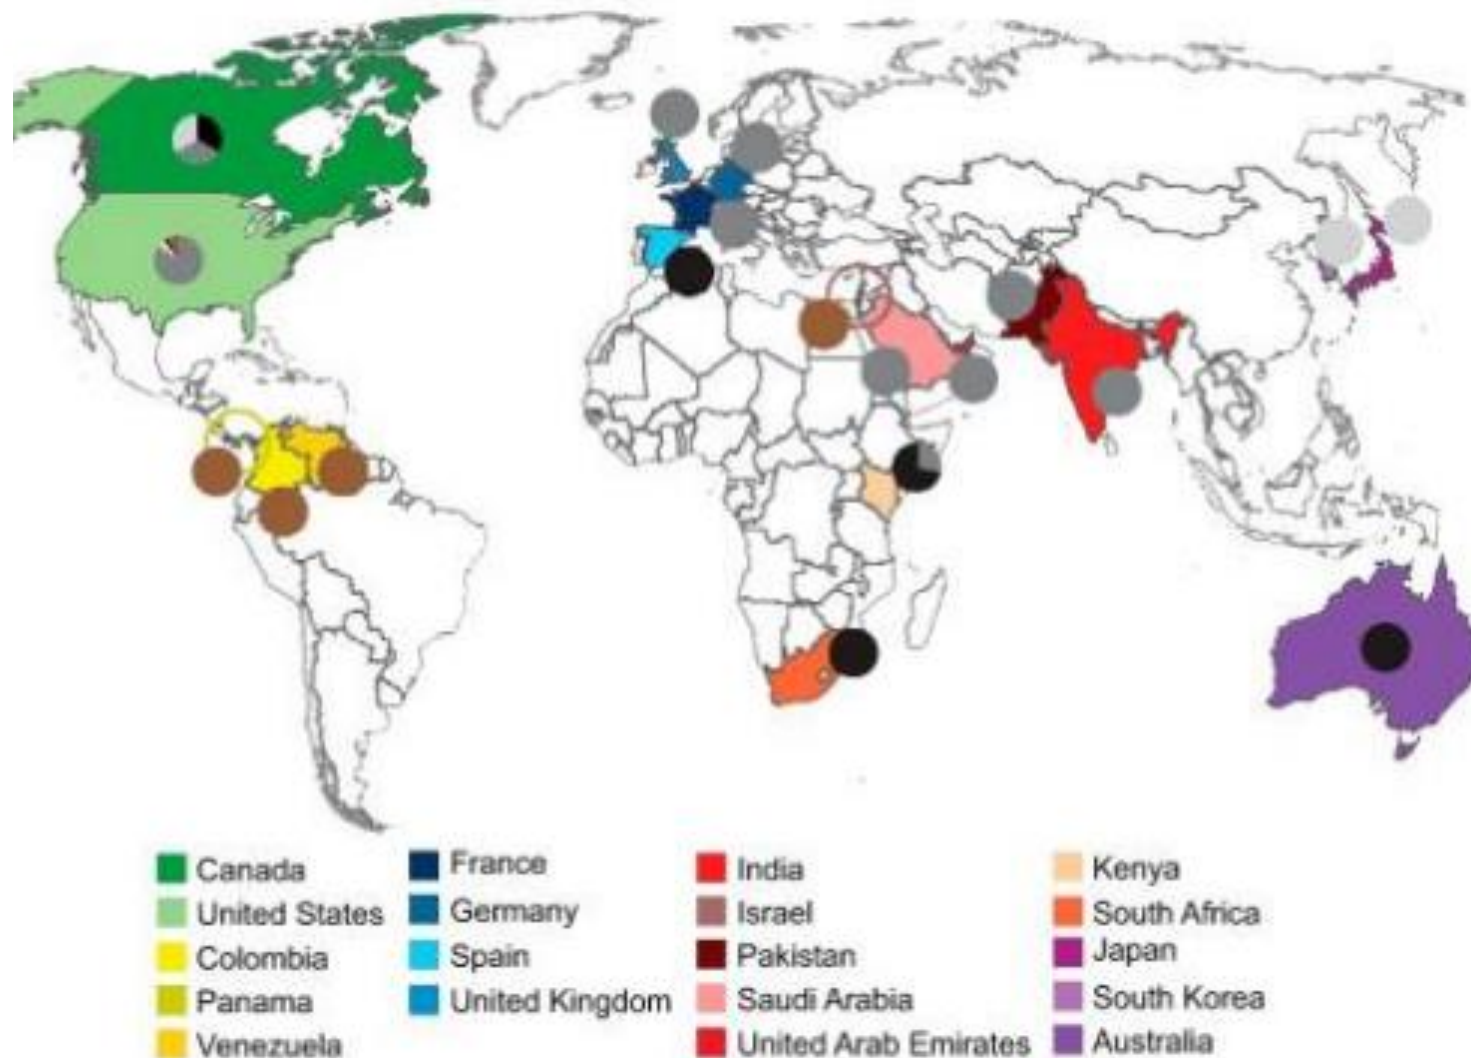 Canada
United States
Colombia
Panama
Venezuela
France
Germany
Spain
United Kingdom
India
Israel
Pakistan
Saudi Arabia
United Arab Emirates
Kenya
South Africa
Japan
South Korea
Australia